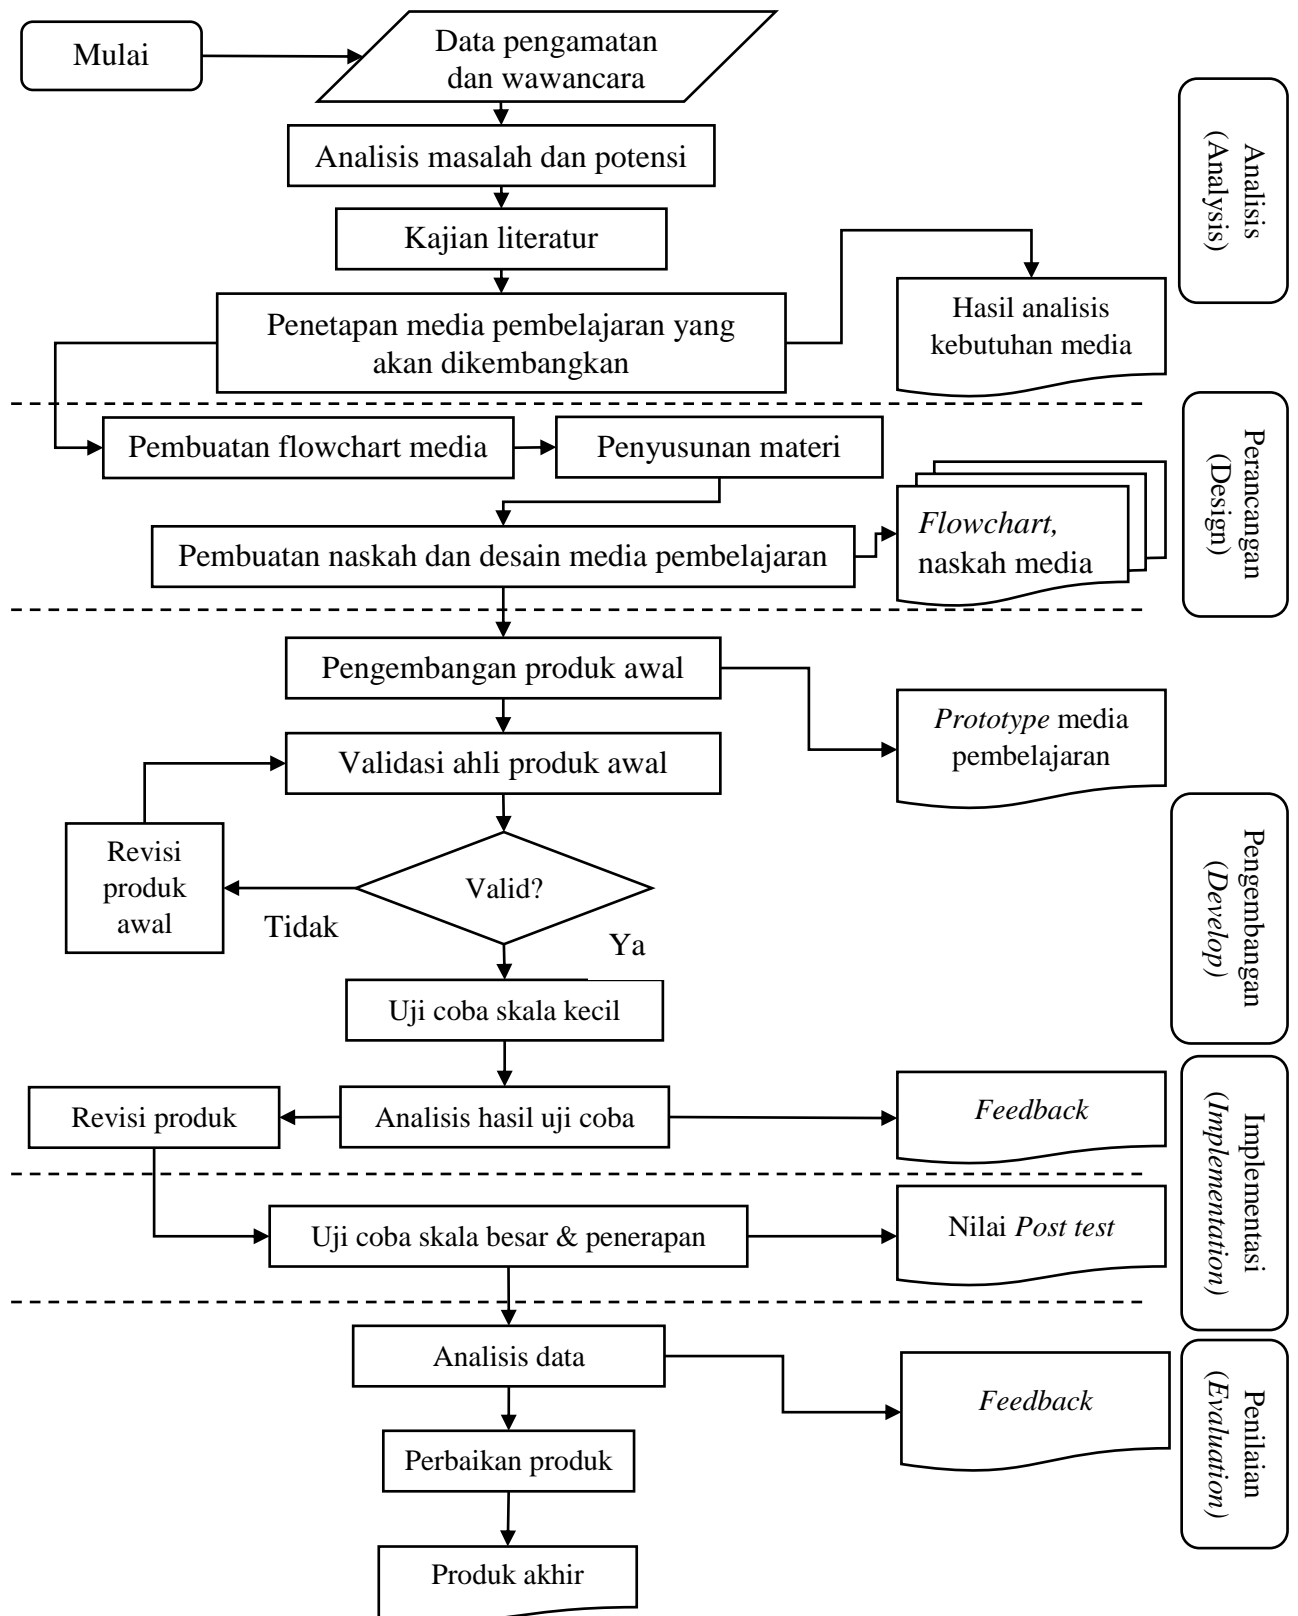 Mulai
Data pengamatan
dan wawancara
Analisis masalah dan potensi
Kajian literatur
Penetapan media pembelajaran yang
akan dikembangkan
Hasil analisis
kebutuhan media
Analisis
(Analysis)
Pembuatan flowchart media
Penyusunan materi
Pembuatan naskah dan desain media pembelajaran
Flowchart,
naskah media
Perancangan
(Design)
Pengembangan produk awal
Prototype media
pembelajaran
Validasi ahli produk awal
Revisi
produk
awal
Valid?
Tidak
Ya
Uji coba skala kecil
Pengembangan
(Develop)
Revisi produk
Analisis hasil uji coba
Feedback
Uji coba skala besar & penerapan
Nilai Post test
Implementasi
(Implementation)
Analisis data
Feedback
Perbaikan produk
Produk akhir
Penilaian
(Evaluation)